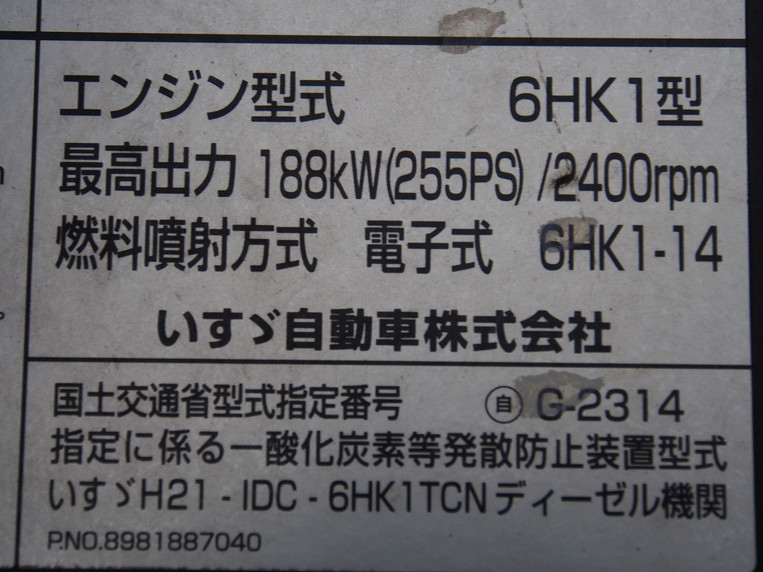 エンジン型式 6HK1型
最高出力 188kW(255PS) /2400rpm
燃料噴射方式 電子式 6HK1-14
いすゞ自動車株式会社
国土交通省型式指定番号 ㊀自 G-2314
指定に係る一酸化炭素等発散防止装置型式
いすゞH21 - IDC - 6HK1TCNディーゼル機関
P.NO.8981887040